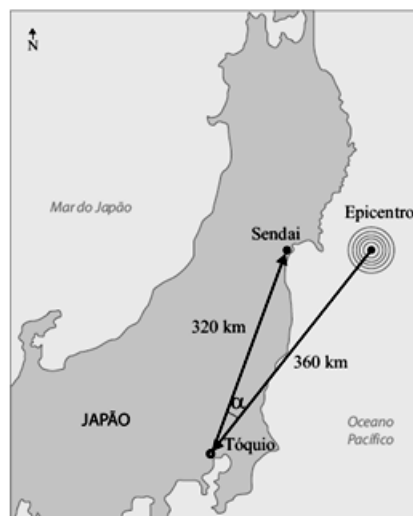 N
Mar do Japão
Epicentro
Sendai
320 km
360 km
α
JAPÃO
Tóquio
Oceano
Pacífico